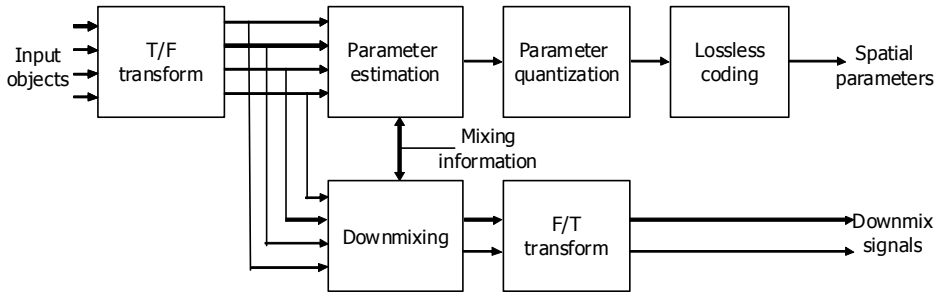 Input
objects
T/F
transform
Parameter
estimation
Parameter
quantization
Lossless
coding
Spatial
parameters
Mixing
information
Downmixing
F/T
transform
Downmix
signals